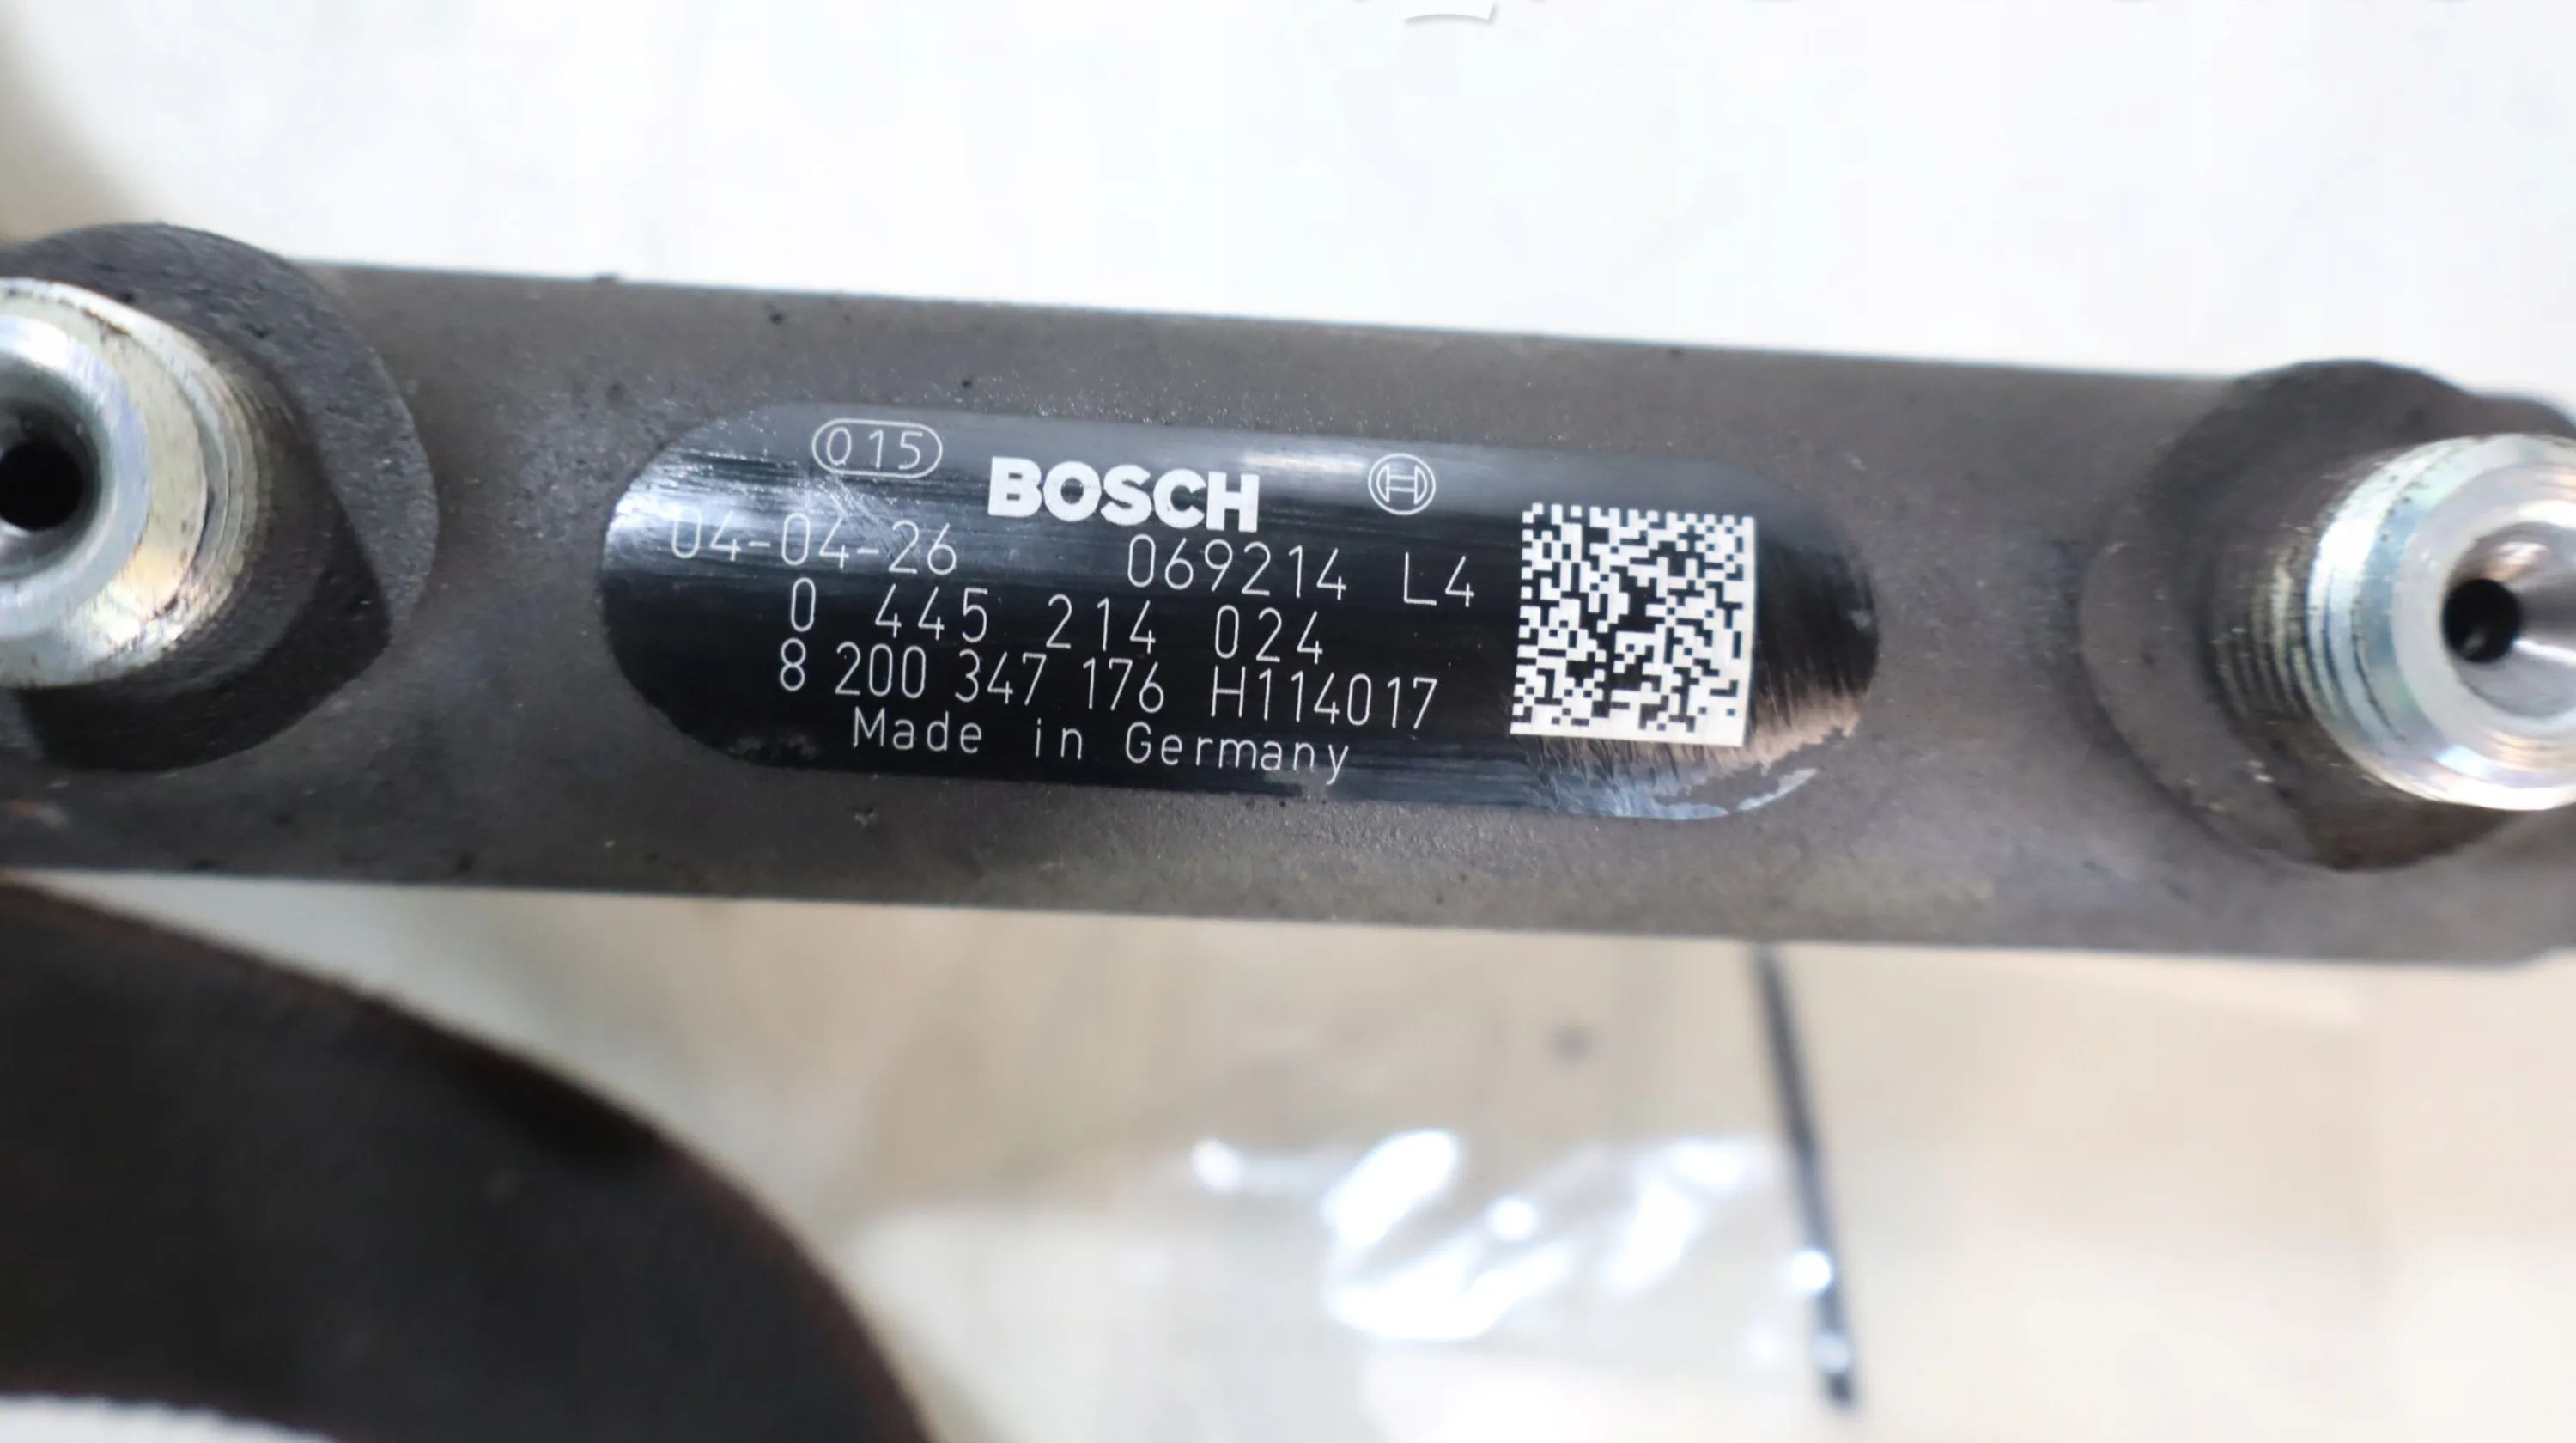 015
BOSCH
04-04-26 069214 L4
0 445 214 024
8 200 347 176 H114017
Made in Germany